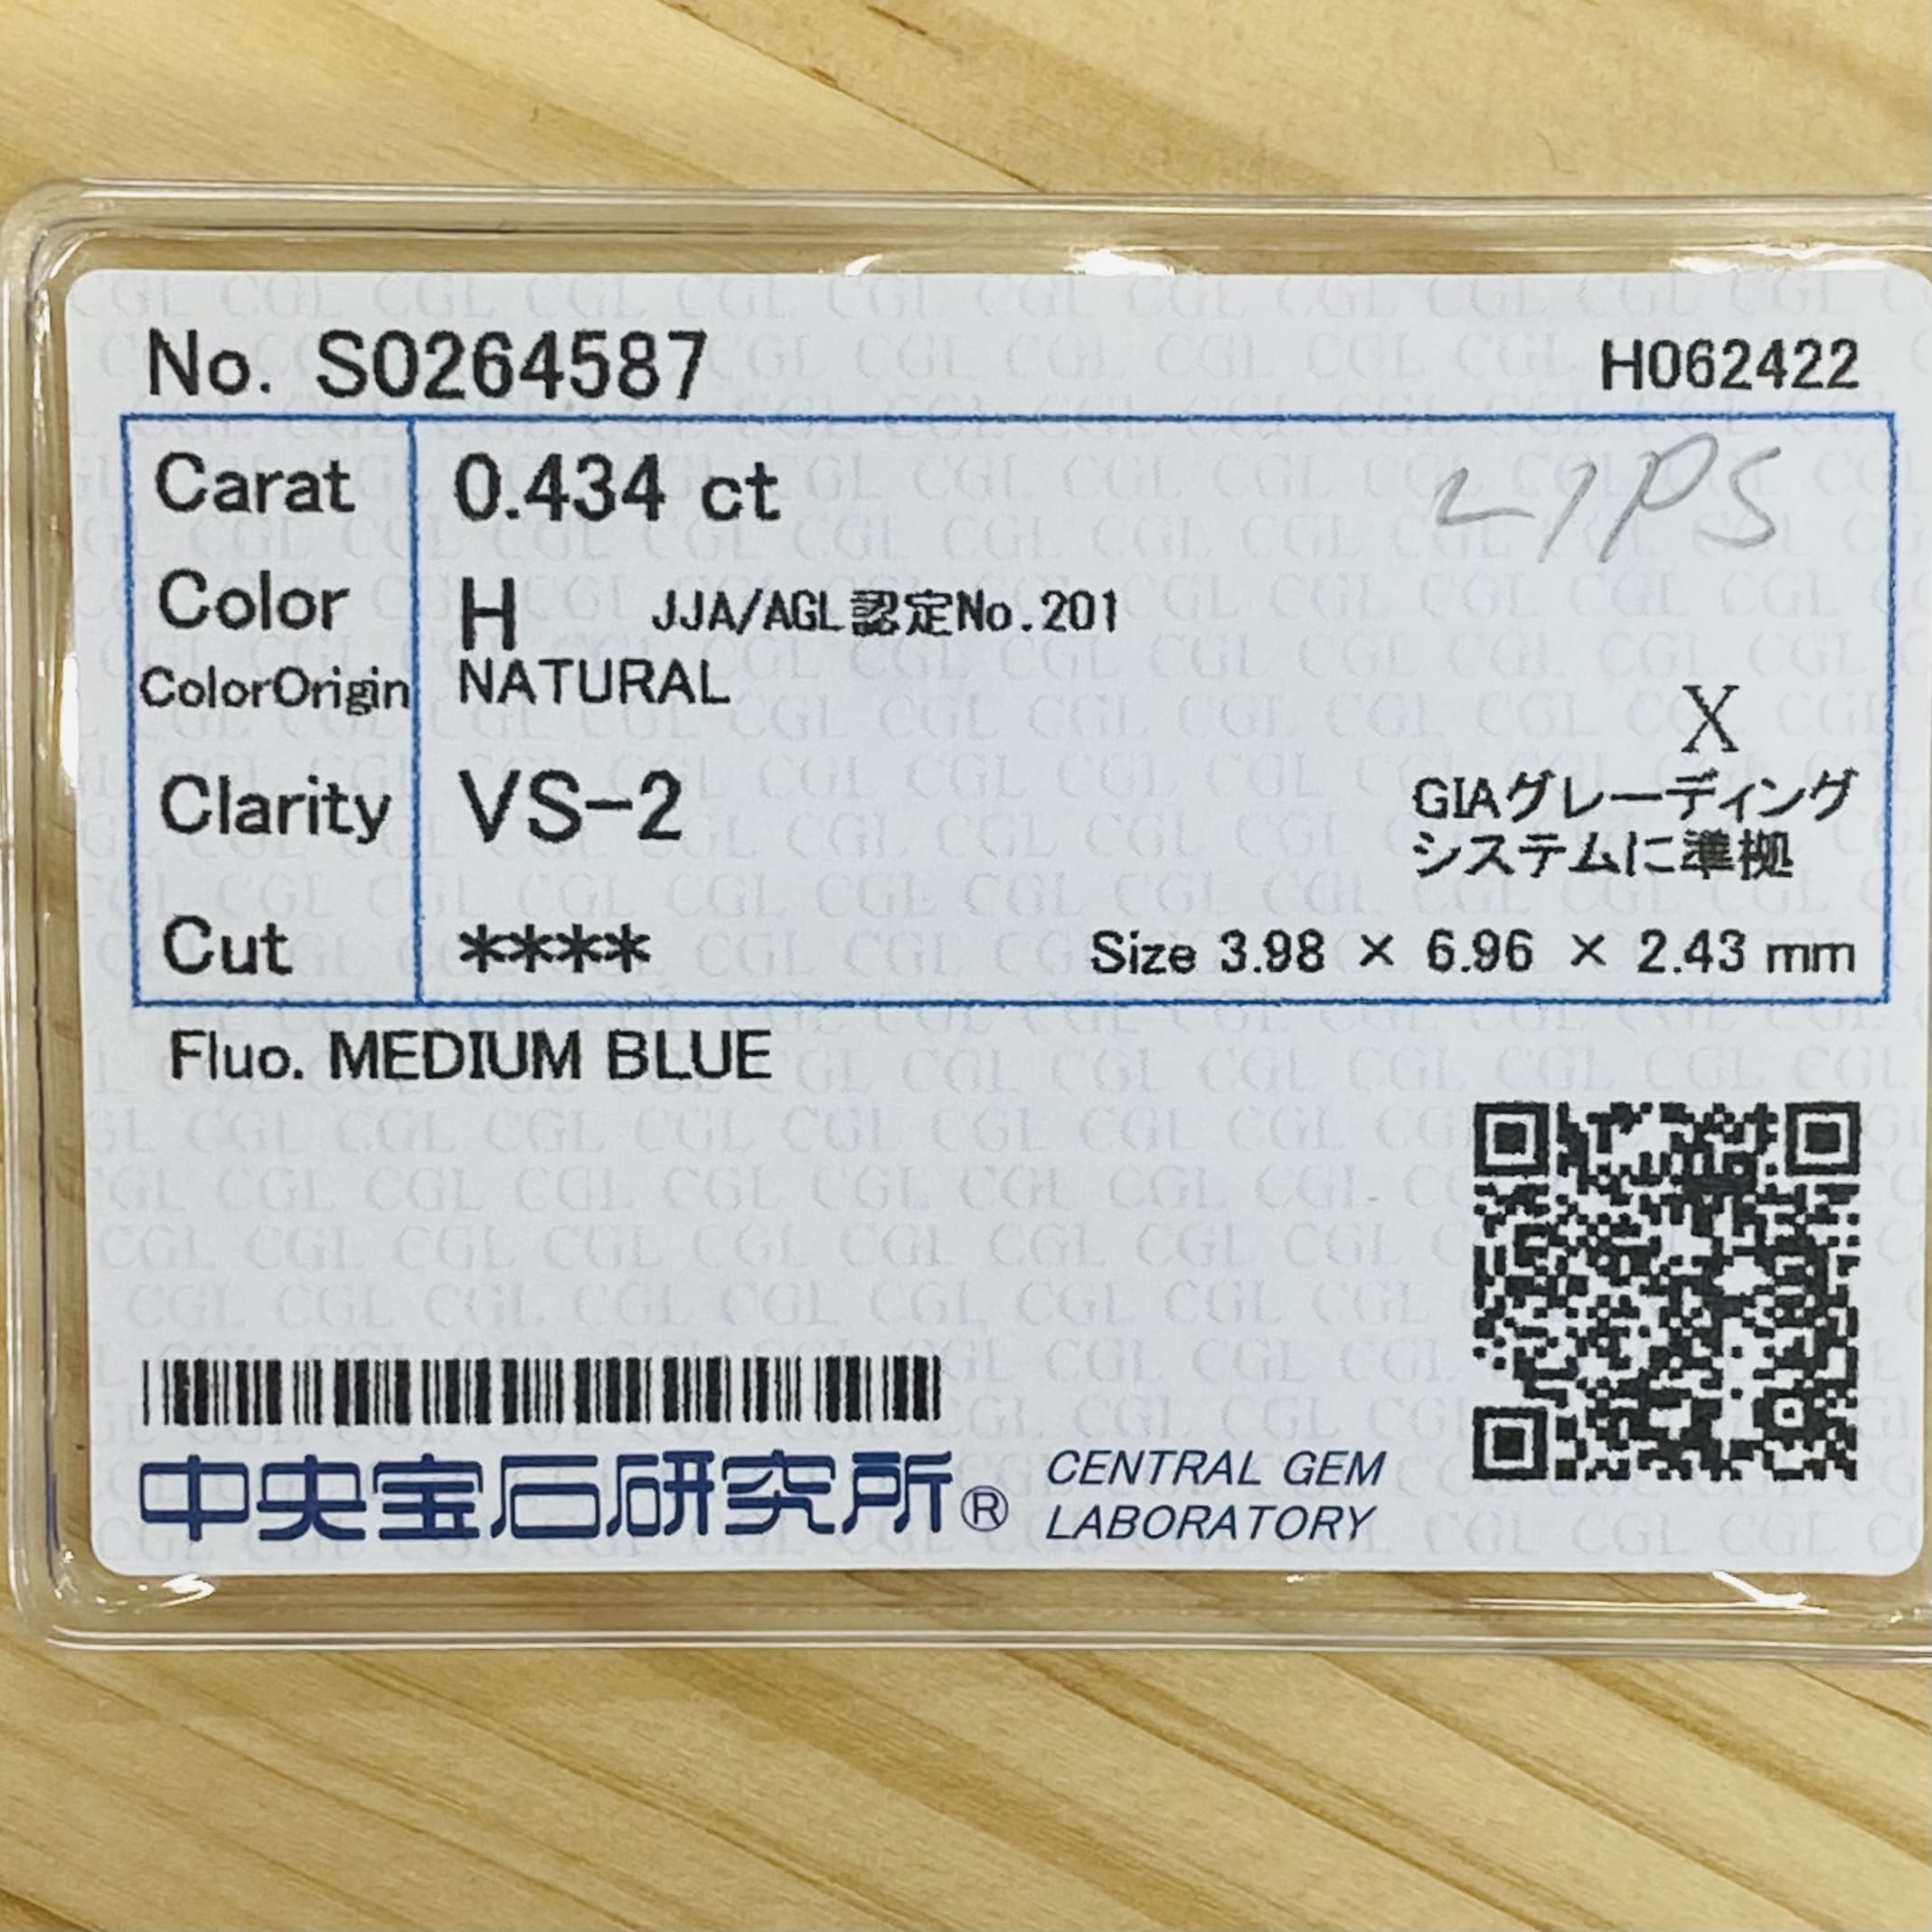 No. S0264587 H062422
Carat 0.434 ct LIPS
Color H JJA/AGL認定No.201
ColorOrigin NATURAL
X
Clarity VS-2 GIAグレーディング
システムに準拠
Cut **** Size 3.98 × 6.96 × 2.43 mm
Fluo. MEDIUM BLUE
中央宝石研究所® CENTRAL GEM
LABORATORY